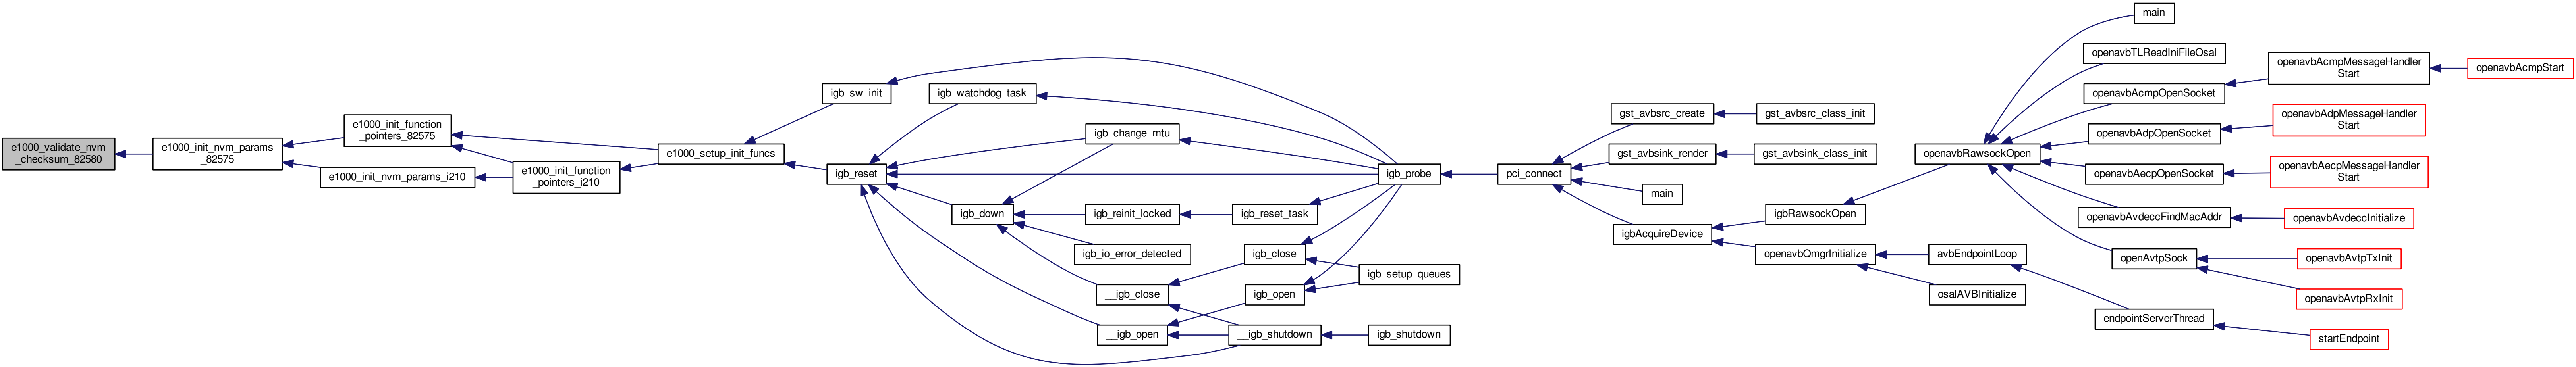 e1000_validate_nvm
_checksum_82580
e1000_init_nvm_params
_82575
e1000_init_function
_pointers_82575
e1000_init_nvm_params_i210
e1000_init_function
_pointers_i210
e1000_setup_init_funcs
igb_sw_init
igb_reset
igb_watchdog_task
igb_change_mtu
igb_down
igb_reinit_locked
igb_reset_task
igb_io_error_detected
__igb_close
igb_close
__igb_open
igb_open
igb_setup_queues
__igb_shutdown
igb_shutdown
igb_probe
pci_connect
gst_avbsrc_create
gst_avbsrc_class_init
gst_avbsink_render
gst_avbsink_class_init
main
igbAcquireDevice
igbRawsockOpen
openavbQmgrInitialize
avbEndpointLoop
osalAVBInitialize
endpointServerThread
startEndpoint
openavbRawsockOpen
main
openavbTLReadIniFileOsal
openavbAcmpOpenSocket
openavbAcmpMessageHandler
Start
openavbAcmpStart
openavbAdpOpenSocket
openavbAdpMessageHandler
Start
openavbAecpOpenSocket
openavbAecpMessageHandler
Start
openavbAvdeccFindMacAddr
openavbAvdeccInitialize
openAvtpSock
openavbAvtpTxInit
openavbAvtpRxInit